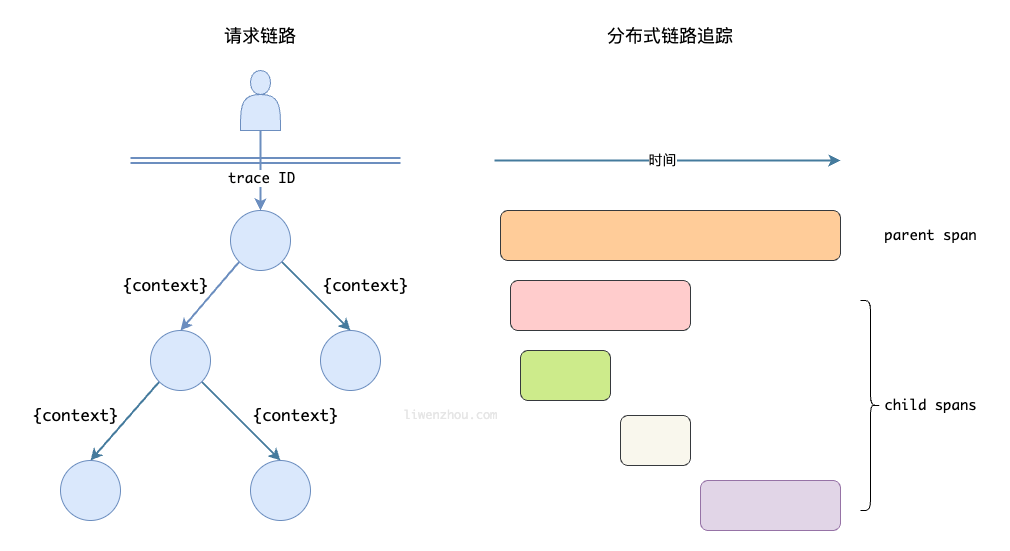 请求链路
分布式链路追踪
时间
trace ID
parent span
{context}
{context}
{context}
{context}
liwenzhou.com
child spans